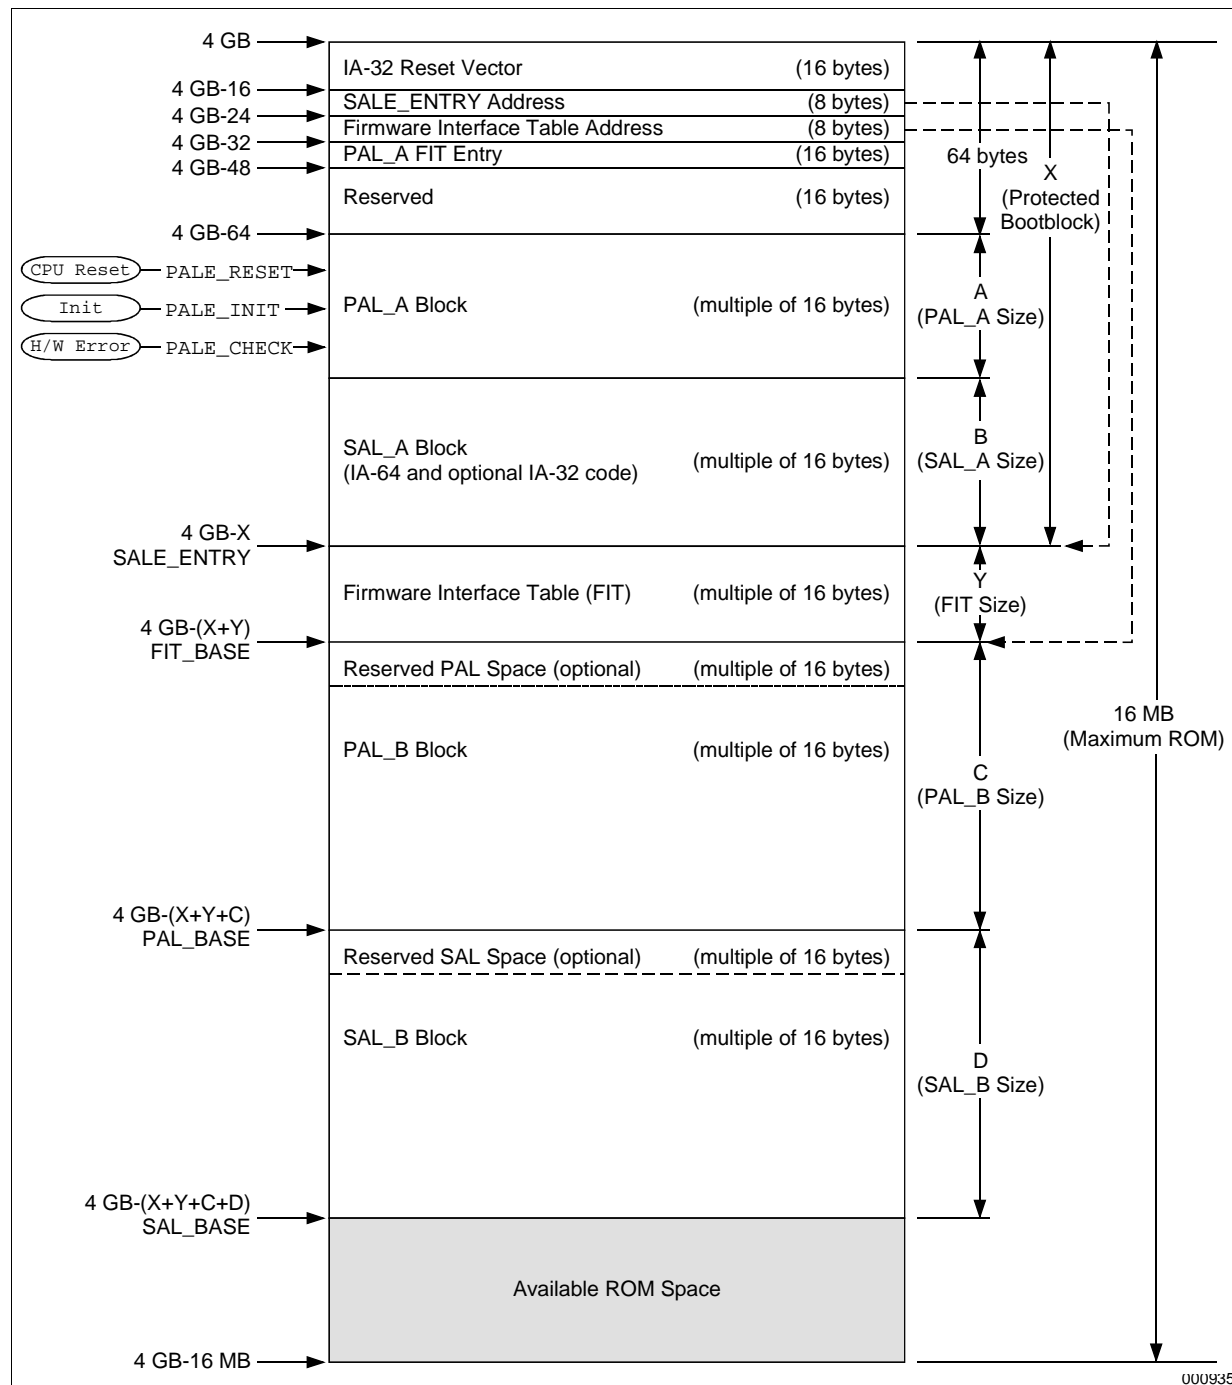 4 GB
IA-32 Reset Vector (16 bytes)
4 GB-16
SALE_ENTRY Address (8 bytes)
4 GB-24
Firmware Interface Table Address (8 bytes)
4 GB-32
PAL_A FIT Entry (16 bytes)
4 GB-48
Reserved (16 bytes)
4 GB-64
64 bytes
X
(Protected
Bootblock)
CPU Reset PALE_RESET
Init PALE_INIT
H/W Error PALE_CHECK
PAL_A Block (multiple of 16 bytes)
A
(PAL_A Size)
SAL_A Block
(IA-64 and optional IA-32 code) (multiple of 16 bytes)
B
(SAL_A Size)
4 GB-X
SALE_ENTRY
Firmware Interface Table (FIT) (multiple of 16 bytes)
Y
(FIT Size)
4 GB-(X+Y)
FIT_BASE
Reserved PAL Space (optional) (multiple of 16 bytes)
PAL_B Block (multiple of 16 bytes)
C
(PAL_B Size)
16 MB
(Maximum ROM)
4 GB-(X+Y+C)
PAL_BASE
Reserved SAL Space (optional) (multiple of 16 bytes)
SAL_B Block (multiple of 16 bytes)
D
(SAL_B Size)
4 GB-(X+Y+C+D)
SAL_BASE
Available ROM Space
4 GB-16 MB
000935